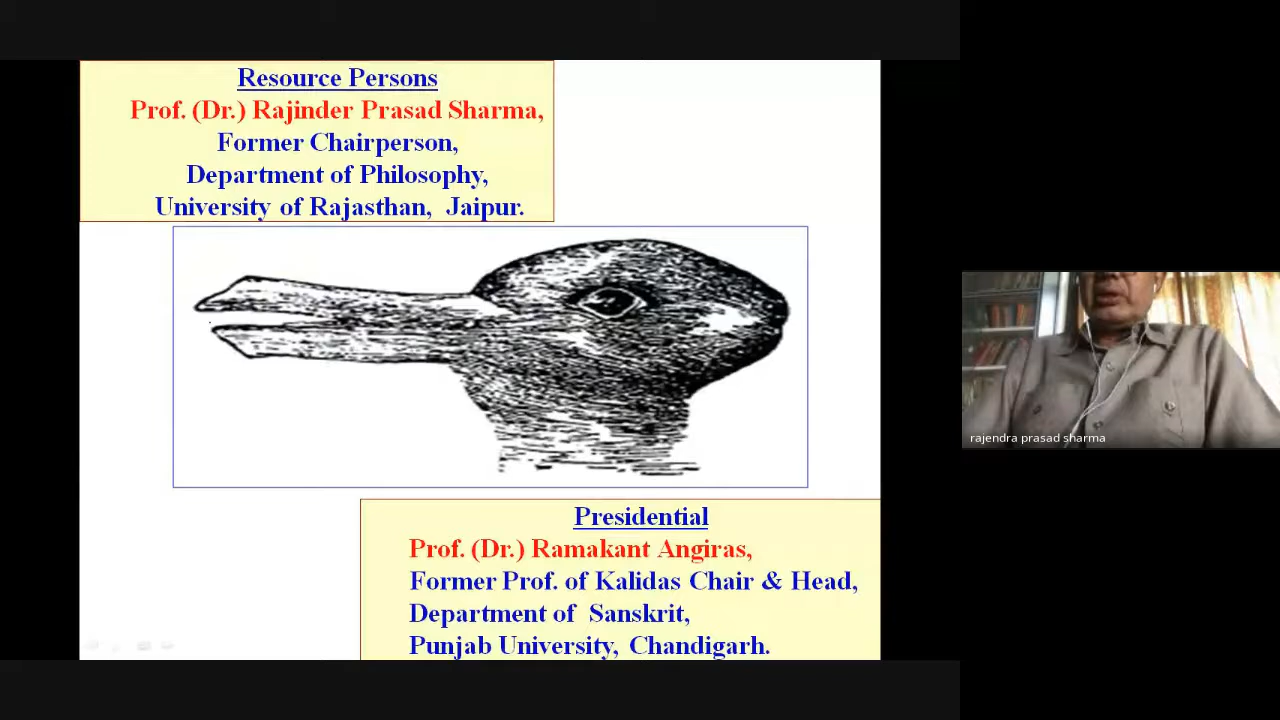 Resource Persons
Prof. (Dr.) Rajinder Prasad Sharma,
Former Chairperson,
Department of Philosophy,
University of Rajasthan, Jaipur.
rajendra prasad sharma
Presidential
Prof. (Dr.) Ramakant Angiras,
Former Prof. of Kalidas Chair & Head,
Department of Sanskrit,
Punjab University, Chandigarh.